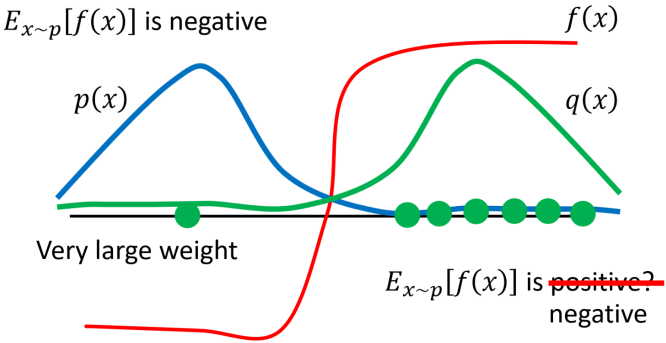 E_{x~p}[f(x)] is negative
f(x)
p(x)
q(x)
Very large weight
E_{x~p}[f(x)] is positive?
negative